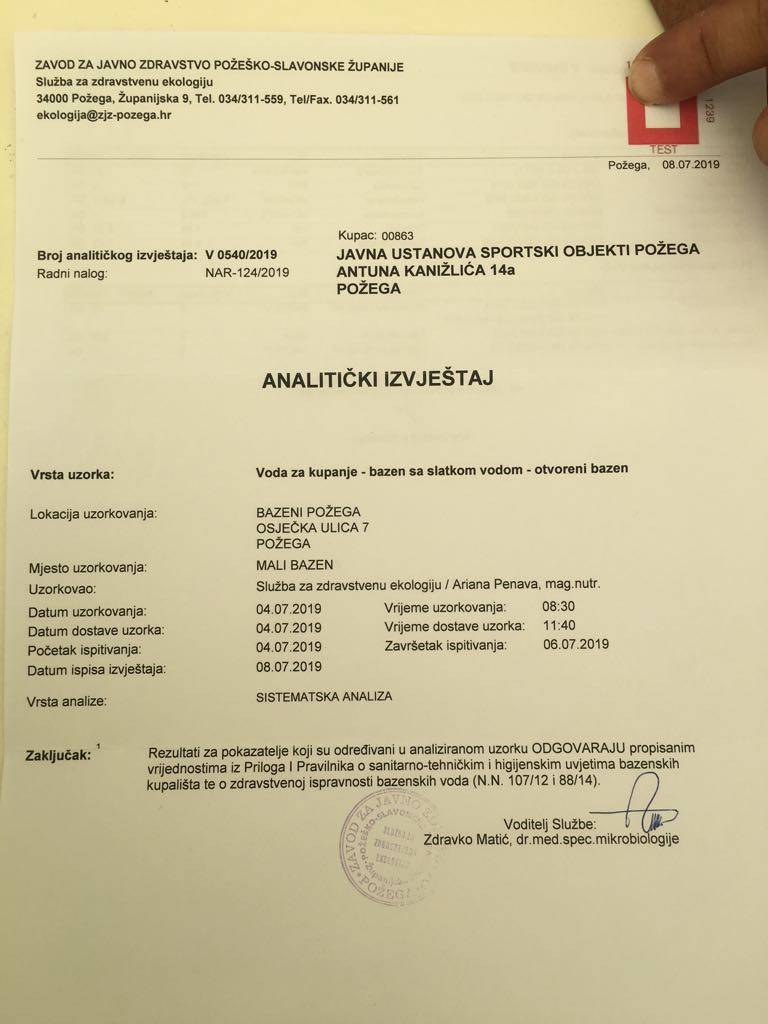 ZAVOD ZA JAVNO ZDRAVSTVO POŽEŠKO-SLAVONSKE ŽUPANIJE
Služba za zdravstvenu ekologiju
34000 Požega, Županijska 9, Tel. 034/311-559, Tel/Fax. 034/311-561
ekologija@zjz-pozega.hr
1239
TEST
Požega, 08.07.2019
Kupac: 00863
Broj analitičkog izvještaja: V 0540/2019
JAVNA USTANOVA SPORTSKI OBJEKTI POŽEGA
Radni nalog: NAR-124/2019
ANTUNA KANIŽLIĆA 14a
POŽEGA
ANALITIČKI IZVJEŠTAJ
Vrsta uzorka: Voda za kupanje - bazen sa slatkom vodom - otvoreni bazen
Lokacija uzorkovanja: BAZENI POŽEGA
OSJEČKA ULICA 7
POŽEGA
Mjesto uzorkovanja: MALI BAZEN
Uzorkovao: Služba za zdravstvenu ekologiju / Ariana Penava, mag.nutr.
Datum uzorkovanja: 04.07.2019 Vrijeme uzorkovanja: 08:30
Datum dostave uzorka: 04.07.2019 Vrijeme dostave uzorka: 11:40
Početak ispitivanja: 04.07.2019 Završetak ispitivanja: 06.07.2019
Datum ispisa izvještaja: 08.07.2019
Vrsta analize: SISTEMATSKA ANALIZA
Zaključak: 1 Rezultati za pokazatelje koji su određivani u analiziranom uzorku ODGOVARAJU propisanim
vrijednostima iz Priloga I Pravilnika o sanitarno-tehničkim i higijenskim uvjetima bazenskih
kupališta te o zdravstvenoj ispravnosti bazenskih voda (N.N. 107/12 i 88/14).
Voditelj Službe:
Zdravko Matić, dr.med.spec.mikrobiologije
ZAVOD ZA JAVNO
POŽEŠKO-SLAVON
POŽEGA